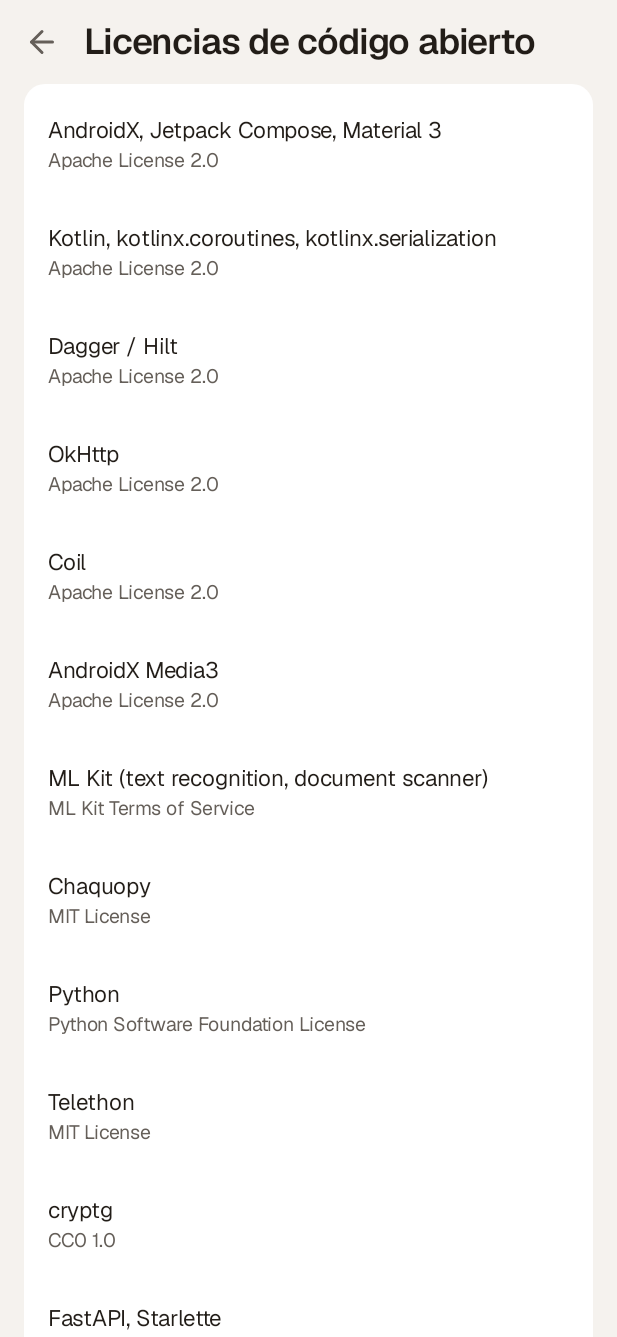 Licencias de código abierto
AndroidX, Jetpack Compose, Material 3
Apache License 2.0
Kotlin, kotlinx.coroutines, kotlinx.serialization
Apache License 2.0
Dagger / Hilt
Apache License 2.0
OkHttp
Apache License 2.0
Coil
Apache License 2.0
AndroidX Media3
Apache License 2.0
ML Kit (text recognition, document scanner)
ML Kit Terms of Service
Chaquopy
MIT License
Python
Python Software Foundation License
Telethon
MIT License
cryptg
CC0 1.0
FastAPI, Starlette